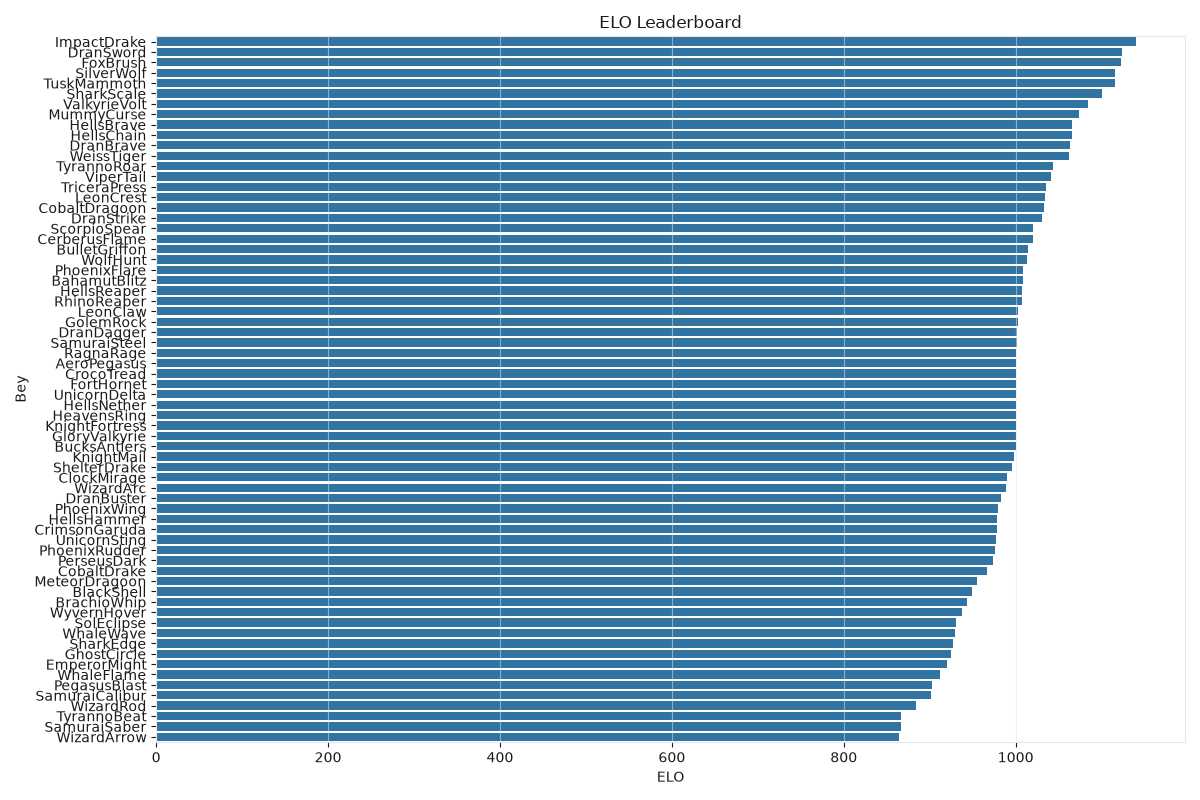 ELO Leaderboard
ImpactDrake
DranSword
FoxBrush
SilverWolf
TuskMammoth
SharkScale
ValkyrieVolt
MummyCurse
HellsBrave
HellsChain
DranBrave
WeissTiger
TyrannoRoar
ViperTail
TriceraPress
LeonCrest
CobaltDragoon
DranStrike
ScorpioSpear
CerberusFlame
BulletGriffon
WolfHunt
PhoenixFlare
BahamutBlitz
HellsReaper
RhinoReaper
LeonClaw
GolemRock
DranDagger
SamuraiSteel
RagnaRage
AeroPegasus
CrocoTread
FortHornet
UnicornDelta
HellsNether
HeavensRing
KnightFortress
GloryValkyrie
BucksAntlers
KnightMail
ShelterDrake
ClockMirage
WizardArc
DranBuster
PhoenixWing
HellsHammer
CrimsonGaruda
UnicornSting
PhoenixRudder
PerseusDark
CobaltDrake
MeteorDragoon
BlackShell
BrachioWhip
WyvernHover
SolEclipse
WhaleWave
SharkEdge
GhostCircle
EmperorMight
WhaleFlame
PegasusBlast
SamuraiCalibur
WizardRod
TyrannoBeat
SamuraiSaber
WizardArrow
Bey
0 200 400 600 800 1000
ELO